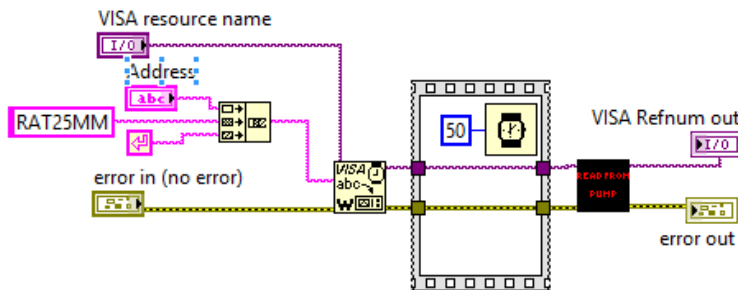 VISA resource name
I/O
Address
abc
RAT25MM
error in (no error)
VISA
abc
W
50
READ FROM
PUMP
VISA Refnum out
I/O
error out